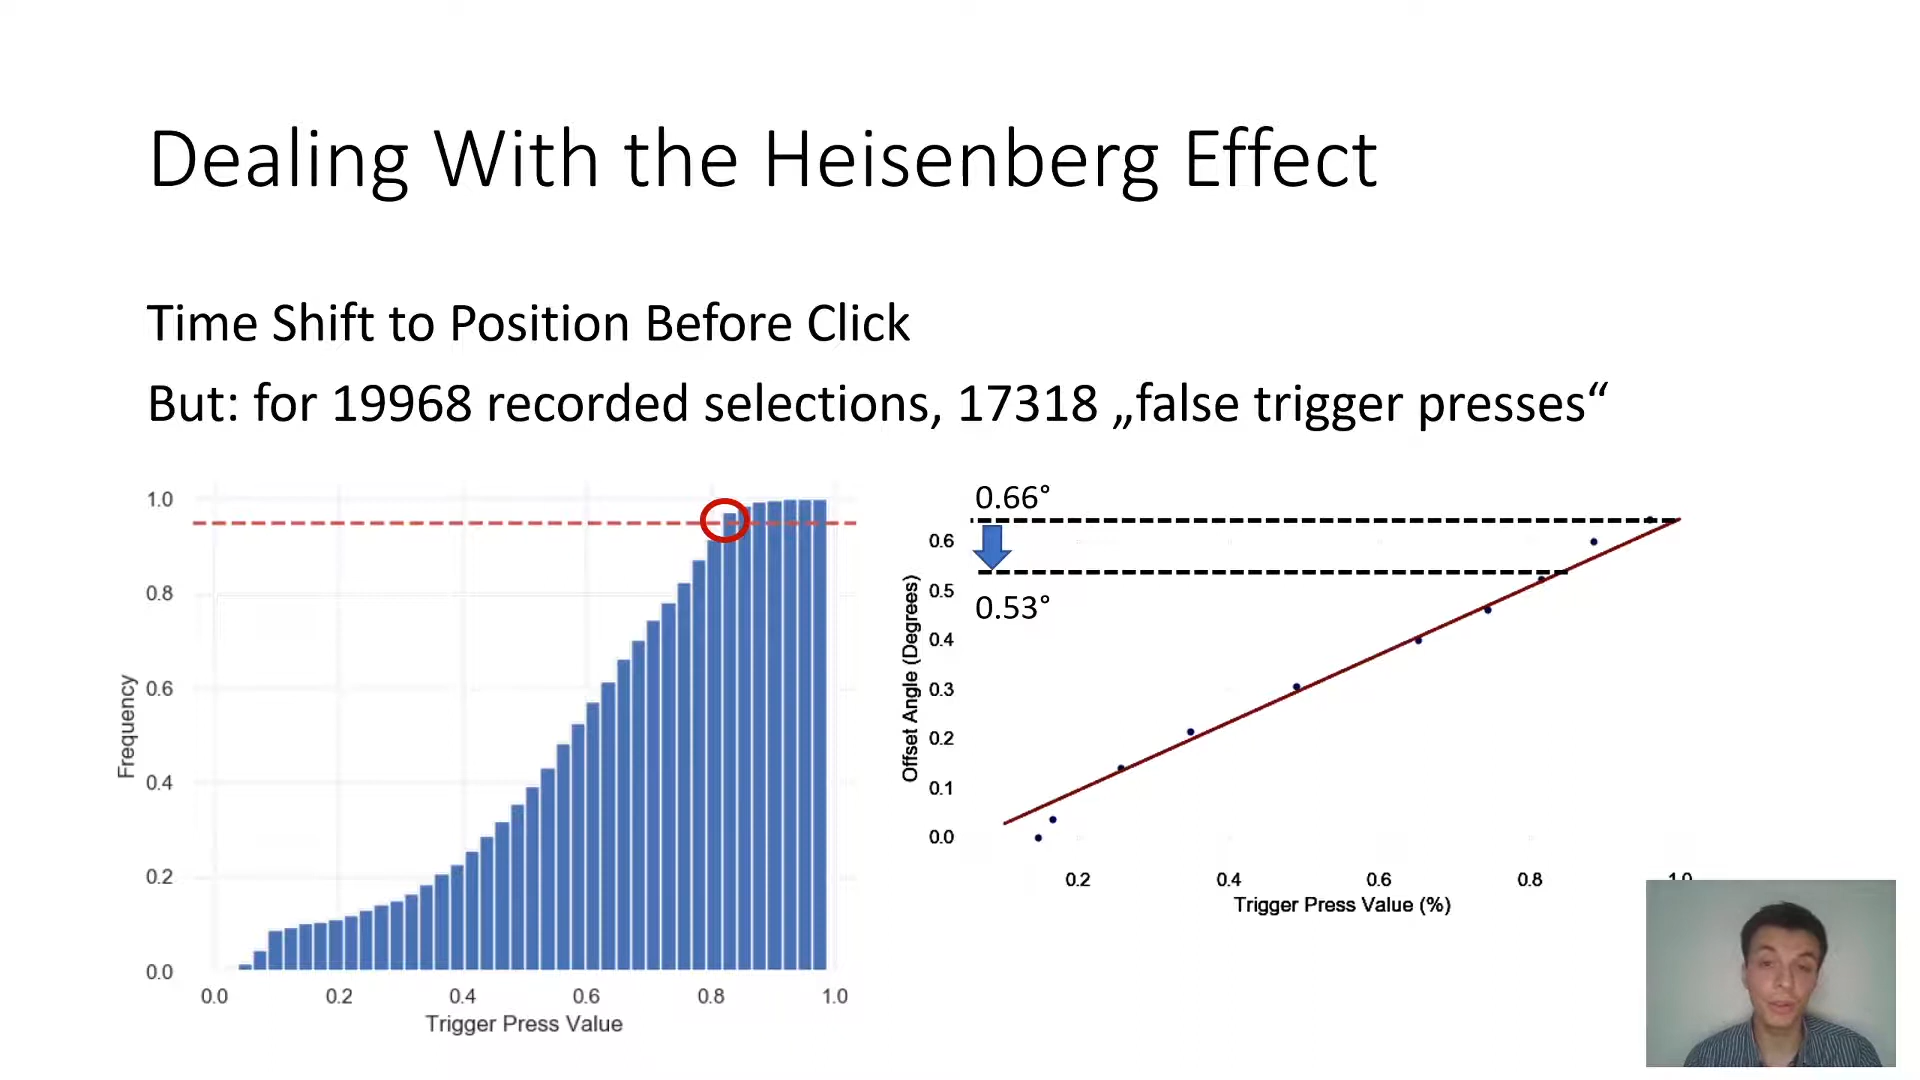 Dealing With the Heisenberg Effect
Time Shift to Position Before Click
But: for 19968 recorded selections, 17318 „false trigger presses“
1.0
0.8
0.6
0.4
0.2
0.0
Frequency
0.0 0.2 0.4 0.6 0.8 1.0
Trigger Press Value
0.66°
0.53°
0.6
0.5
0.4
0.3
0.2
0.1
0.0
Offset Angle (Degrees)
0.2 0.4 0.6 0.8 1.0
Trigger Press Value (%)